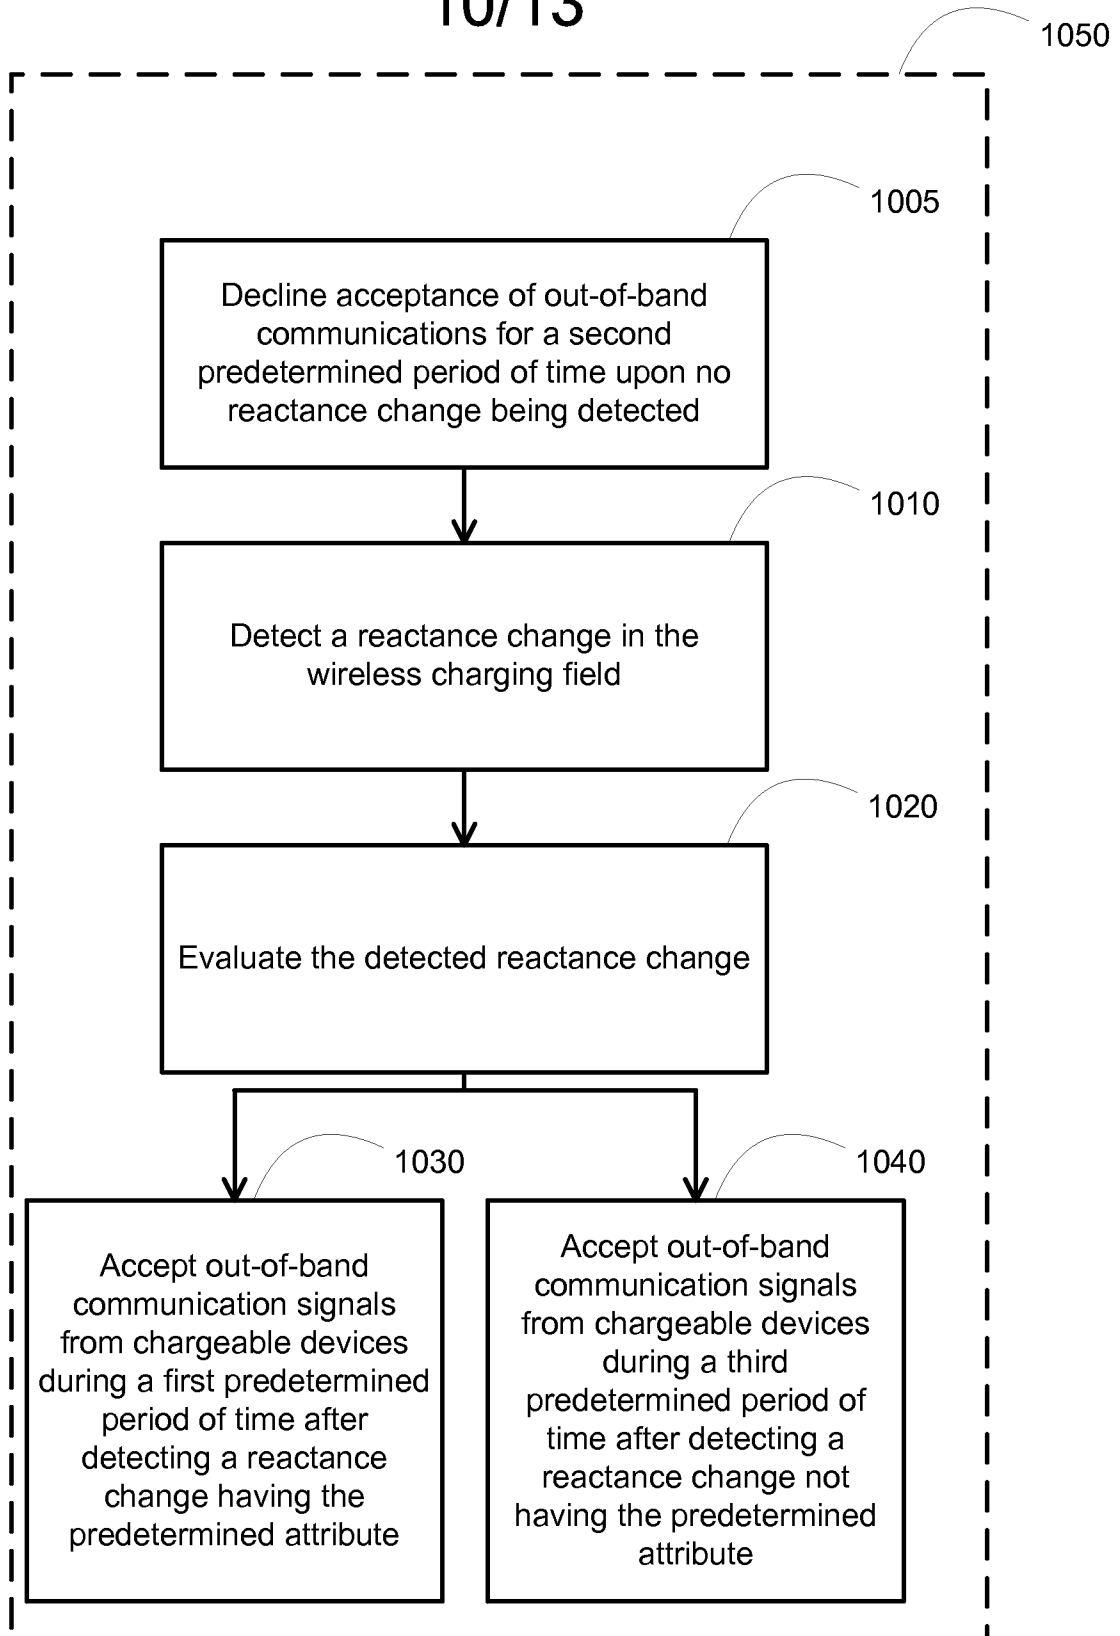 10/13
1050
1005
Decline acceptance of out-of-band
communications for a second
predetermined period of time upon no
reactance change being detected
1010
Detect a reactance change in the
wireless charging field
1020
Evaluate the detected reactance change
1030
Accept out-of-band
communication signals
from chargeable devices
during a first predetermined
period of time after
detecting a reactance
change having the
predetermined attribute
1040
Accept out-of-band
communication signals
from chargeable devices
during a third
predetermined period of
time after detecting a
reactance change not
having the predetermined
attribute